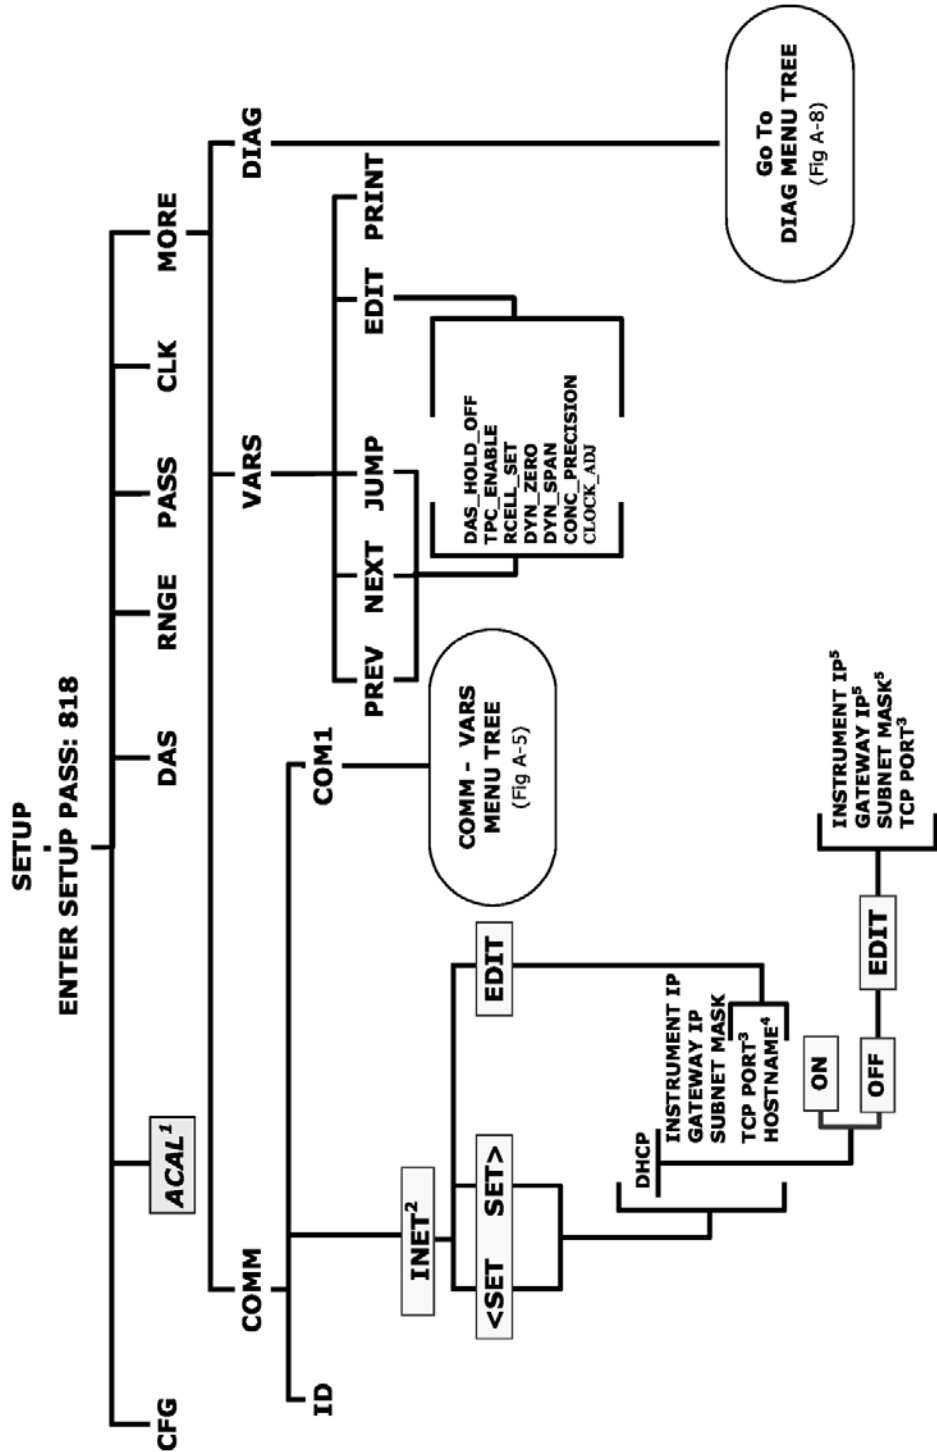 SETUP
ENTER SETUP PASS: 818
CFG
ACAL¹
DAS
RNGE
PASS
CLK
MORE
COMM
VARS
DIAG
ID
COM1
PREV
NEXT
JUMP
EDIT
PRINT
INET²
COMM – VARS
MENU TREE
(Fig A-5)
DAS_HOLD_OFF
TPC_ENABLE
RCELL_SET
DYN_ZERO
DYN_SPAN
CONC_PRECISION
CLOCK_ADJ
<SET
SET>
EDIT
DHCP
INSTRUMENT IP
GATEWAY IP
SUBNET MASK
TCP PORT³
HOSTNAME⁴
Go To
DIAG MENU TREE
(Fig A-8)
ON
OFF
EDIT
INSTRUMENT IP⁵
GATEWAY IP⁵
SUBNET MASK⁵
TCP PORT³